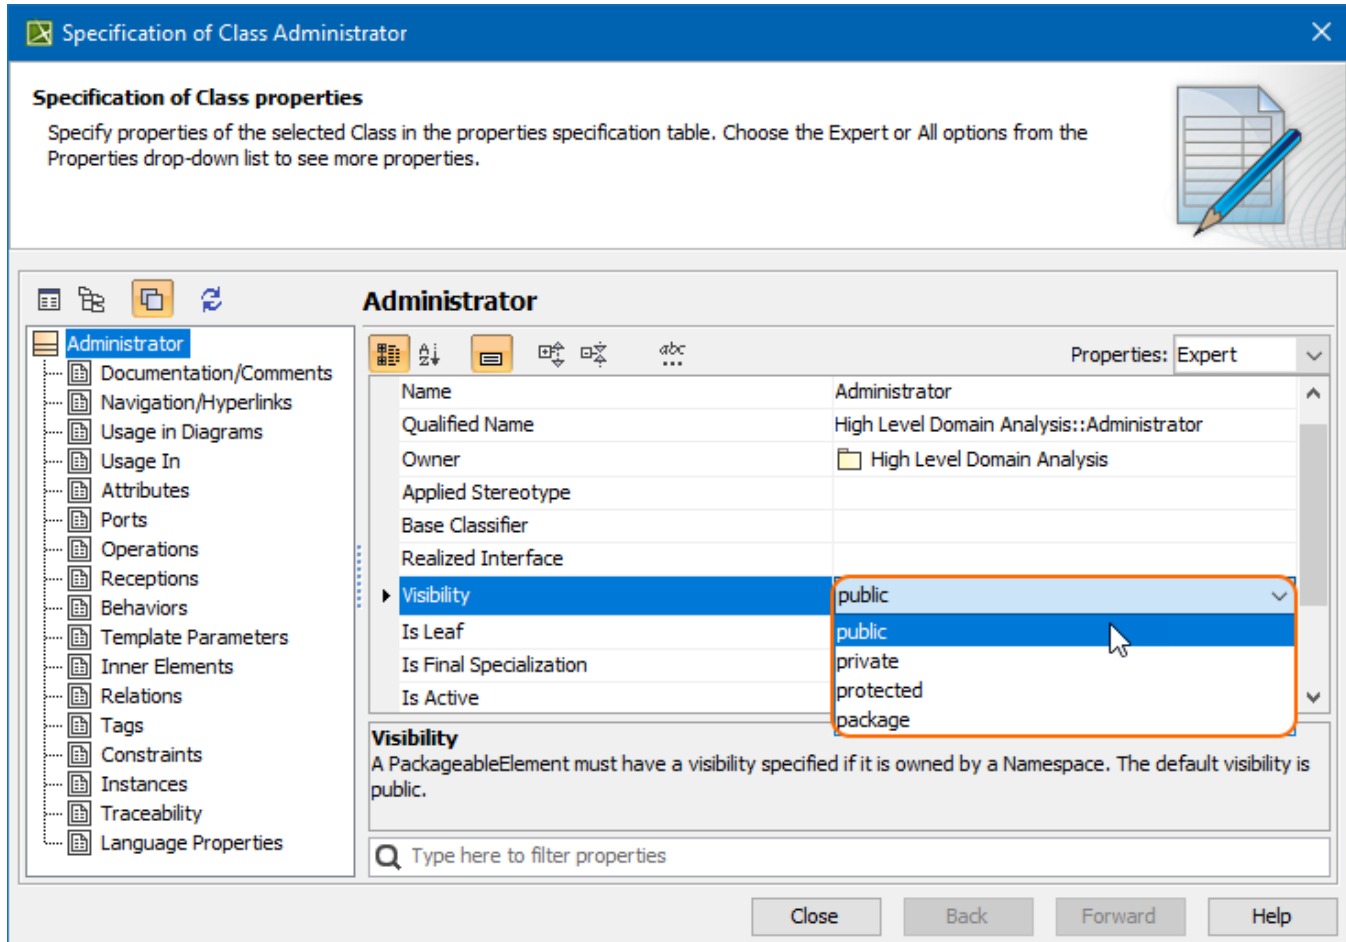 Specification of Class Administrator
Specification of Class properties
Specify properties of the selected Class in the properties specification table. Choose the Expert or All options from the
Properties drop-down list to see more properties.
Administrator
Administrator
Documentation/Comments
Navigation/Hyperlinks
Usage in Diagrams
Usage In
Attributes
Ports
Operations
Receptions
Behaviors
Template Parameters
Inner Elements
Relations
Tags
Constraints
Instances
Traceability
Language Properties
A Z
abc
Properties: Expert
Name Administrator
Qualified Name High Level Domain Analysis::Administrator
Owner High Level Domain Analysis
Applied Stereotype
Base Classifier
Realized Interface
Visibility public
Is Leaf public
Is Final Specialization private
protected
Is Active
package
Visibility
A PackageableElement must have a visibility specified if it is owned by a Namespace. The default visibility is
public.
Type here to filter properties
Close Back Forward Help